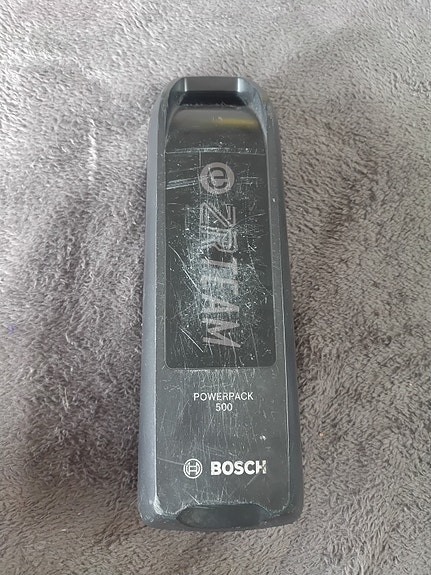 e ZR TEAM
POWERPACK
500
BOSCH